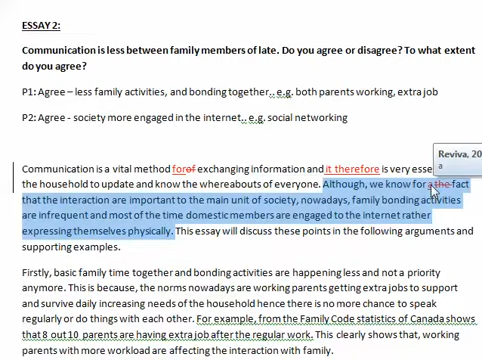 ESSAY 2:
Communication is less between family members of late. Do you agree or disagree? To what extent
do you agree?
P1: Agree – less family activities, and bonding together.. e.g. both parents working, extra job
P2: Agree - society more engaged in the internet.. e.g. social networking
Reviva, 20
a
Communication is a vital method forof exchanging information and it therefore is very esse
the household to update and know the whereabouts of everyone. Although, we know for a the fact
that the interaction are important to the main unit of society, nowadays, family bonding activities
are infrequent and most of the time domestic members are engaged to the internet rather
expressing themselves physically. This essay will discuss these points in the following arguments and
supporting examples.
Firstly, basic family time together and bonding activities are happening less and not a priority
anymore. This is because, the norms nowadays are working parents getting extra jobs to support
and survive daily increasing needs of the household hence there is no more chance to speak
regularly or do things with each other. For example, from the Family Code statistics of Canada shows
that 8 out 10 parents are having extra job after the regular work. This clearly shows that, working
parents with more workload are affecting the interaction with family.